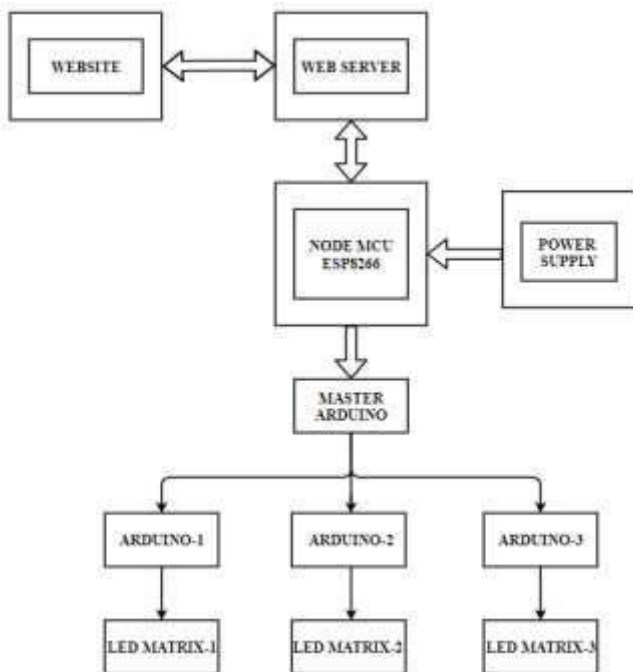 WEBSITE
WEB SERVER
NODE MCU
ESP8266
POWER
SUPPLY
MASTER
ARDUINO
ARDUINO-1
ARDUINO-2
ARDUINO-3
LED MATRIX-1
LED MATRIX-2
LED MATRIX-3